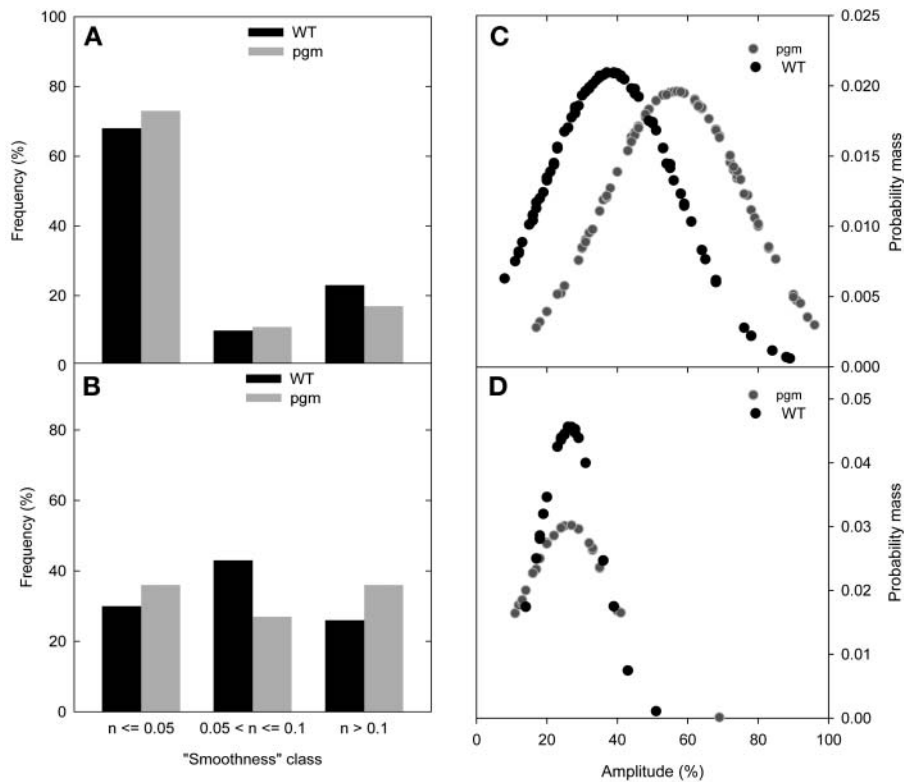 A
WT
pgm
100
80
60
40
20
0
Frequency (%)
B
WT
pgm
80
60
40
20
0
Frequency (%)
n <= 0.05
0.05 < n <= 0.1
n > 0.1
"Smoothness" class
C
pgm
WT
0.025
0.020
0.015
0.010
0.005
0.000
Probability mass
D
pgm
WT
0.05
0.04
0.03
0.02
0.01
0.00
Probability mass
0
20
40
60
80
100
Amplitude (%)